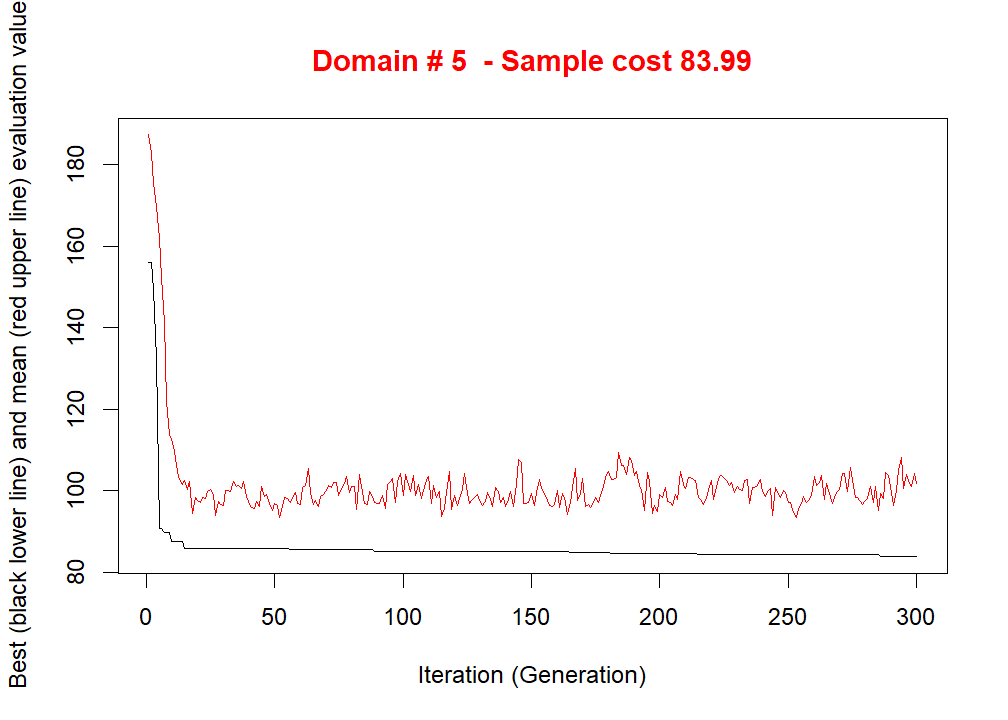 Domain # 5  - Sample cost 83.99
Best (black lower line) and mean (red upper line) evaluation value
180
160
140
120
100
80
0 50 100 150 200 250 300
Iteration (Generation)